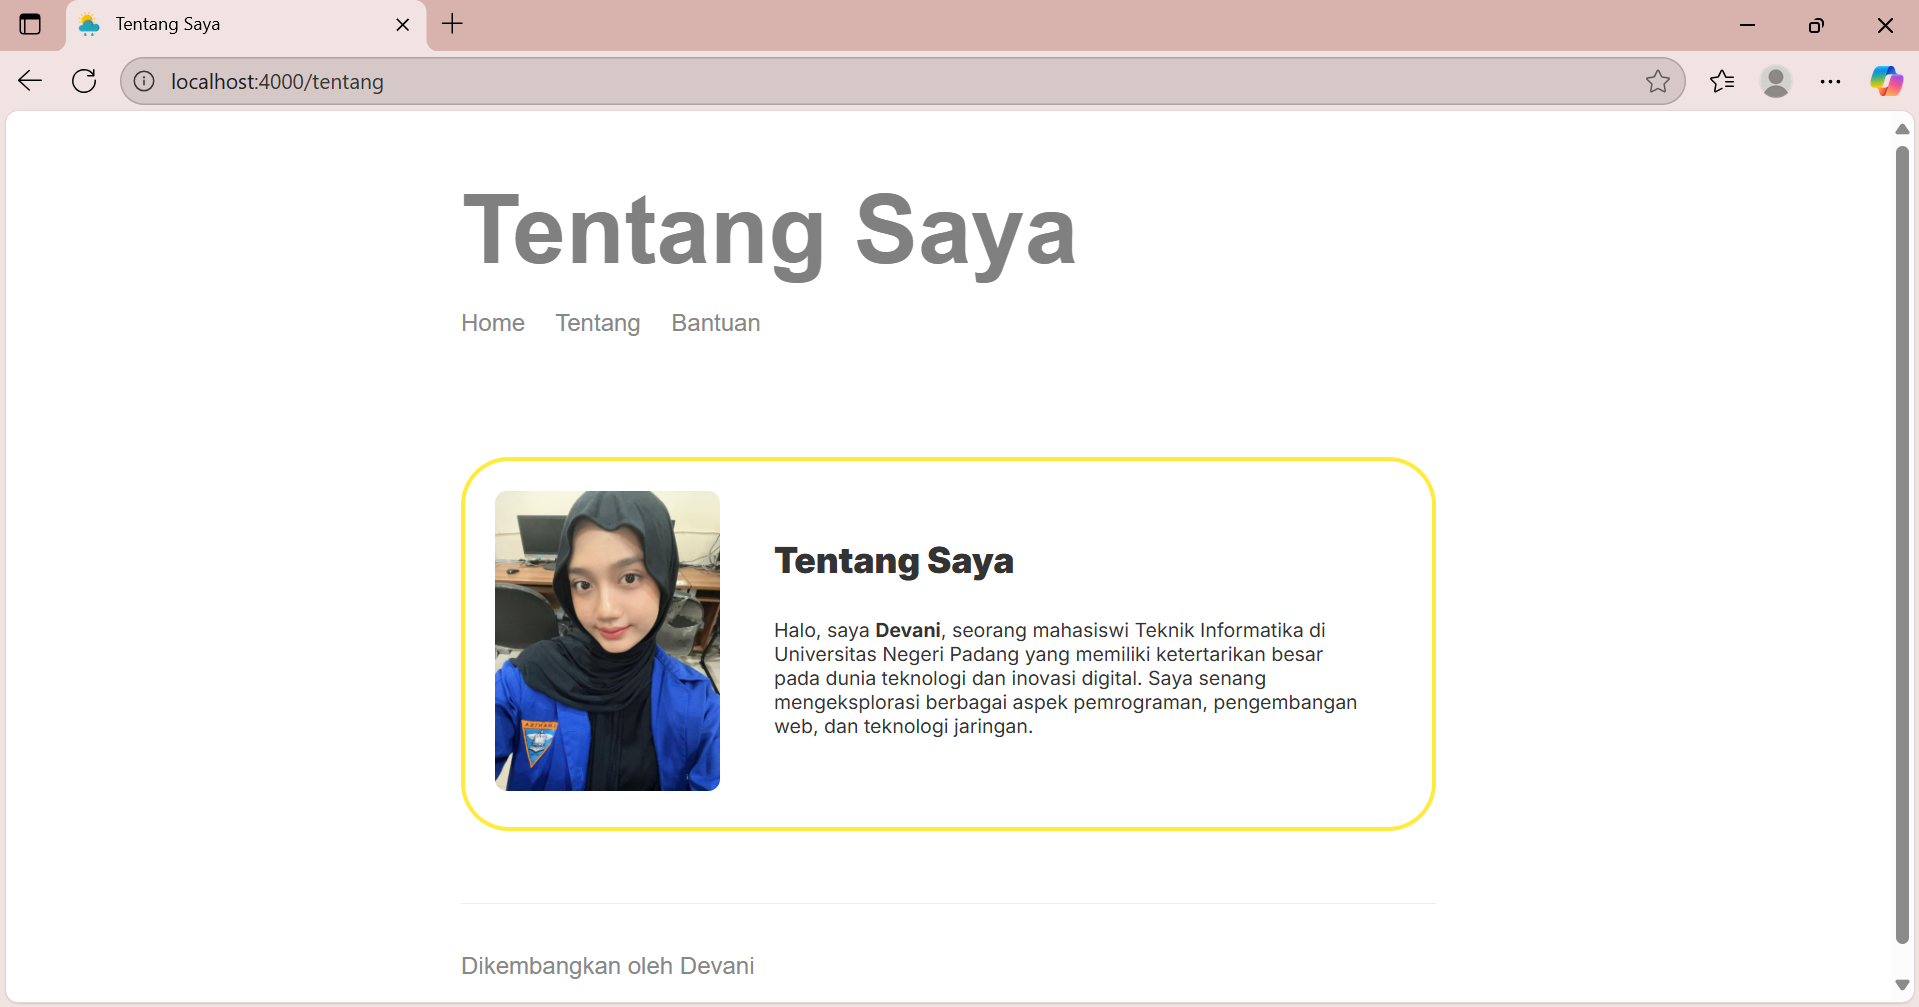 Tentang Saya
localhost:4000/tentang
Tentang Saya
Home Tentang Bantuan
Tentang Saya
Halo, saya Devani, seorang mahasiswi Teknik Informatika di
Universitas Negeri Padang yang memiliki ketertarikan besar
pada dunia teknologi dan inovasi digital. Saya senang
mengeksplorasi berbagai aspek pemrograman, pengembangan
web, dan teknologi jaringan.
Dikembangkan oleh Devani